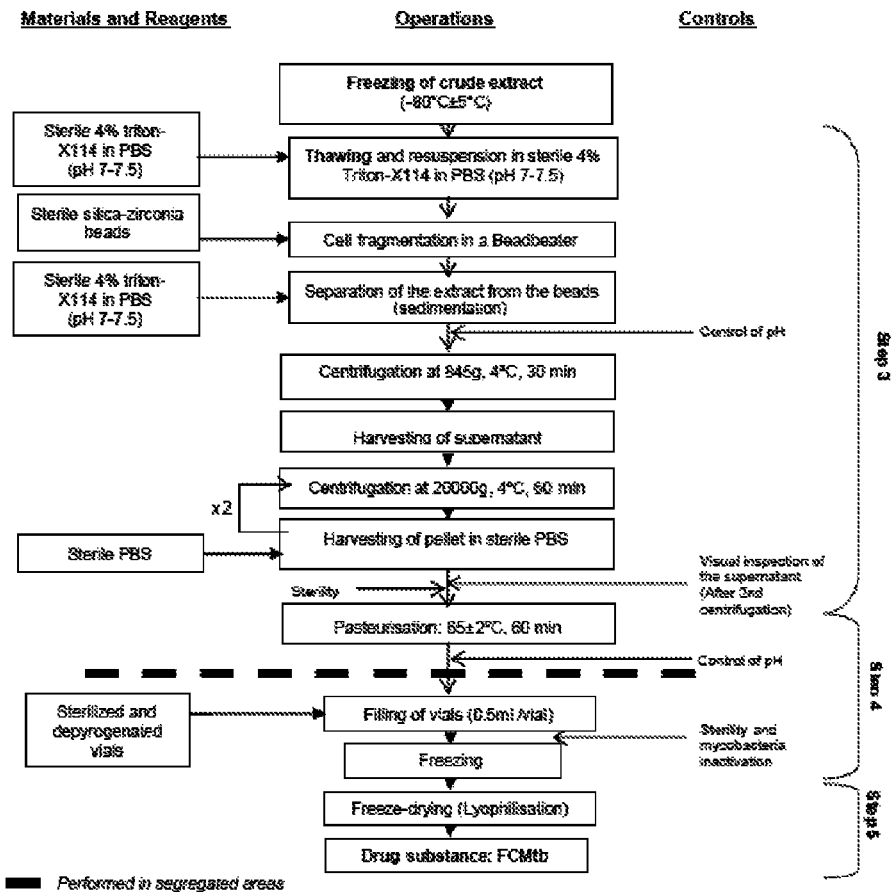 Materials and Reagents
Operations
Controls
Freezing of crude extract
(-80°C±5°C)
Sterile 4% triton-
X114 in PBS
(pH 7-7.5)
Thawing and resuspension in sterile 4%
Triton-X114 in PBS (pH 7-7.5)
Sterile silica-zirconia
beads
Cell fragmentation in a Beadbeater
Sterile 4% triton-
X114 in PBS
(pH 7-7.5)
Separation of the extract from the beads
(sedimentation)
Control of pH
Step 3
Centrifugation at 845g, 4°C, 30 min
Harvesting of supernatant
Centrifugation at 20000g, 4°C, 60 min
x2
Harvesting of pellet in sterile PBS
Sterile PBS
Visual inspection of
the supernatant
(After 2nd
centrifugation)
Sterility
Pasteurisation: 65±2°C, 60 min
Control of pH
Step 4
Sterilized and
depyrogenated
vials
Filling of vials (0.5ml /vial)
Sterility and
mycobacteria
inactivation
Freezing
Freeze-drying (Lyophilisation)
Step 5
Drug substance: FCMtb
Performed in segregated areas